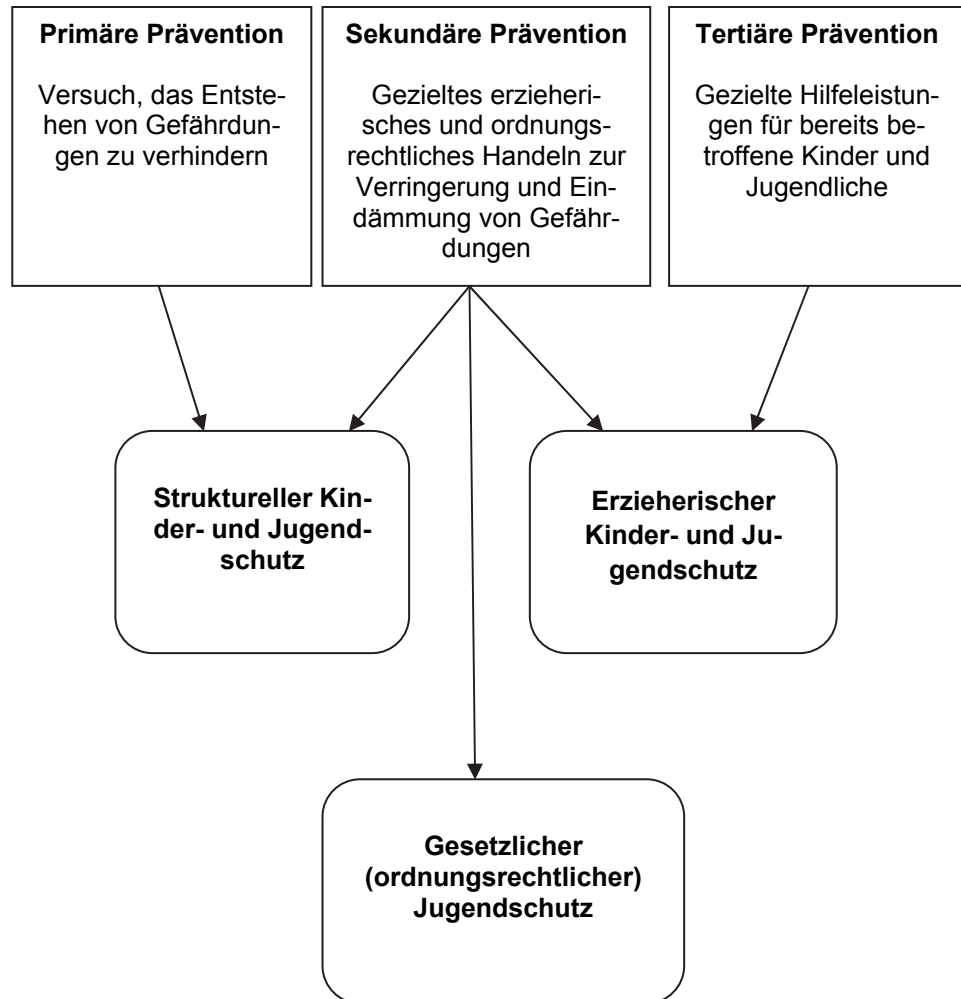 Primäre Prävention
Versuch, das Entste-
hen von Gefährdun-
gen zu verhindern
Sekundäre Prävention
Gezieltes erzieheri-
sches und ordnungs-
rechtliches Handeln zur
Verringerung und Ein-
dämmung von Gefähr-
dungen
Tertiäre Prävention
Gezielte Hilfeleistun-
gen für bereits be-
troffene Kinder und
Jugendliche
Struktureller Kin-
der- und Jugend-
schutz
Erzieherischer
Kinder- und Ju-
gendschutz
Gesetzlicher
(ordnungsrechtlicher)
Jugendschutz